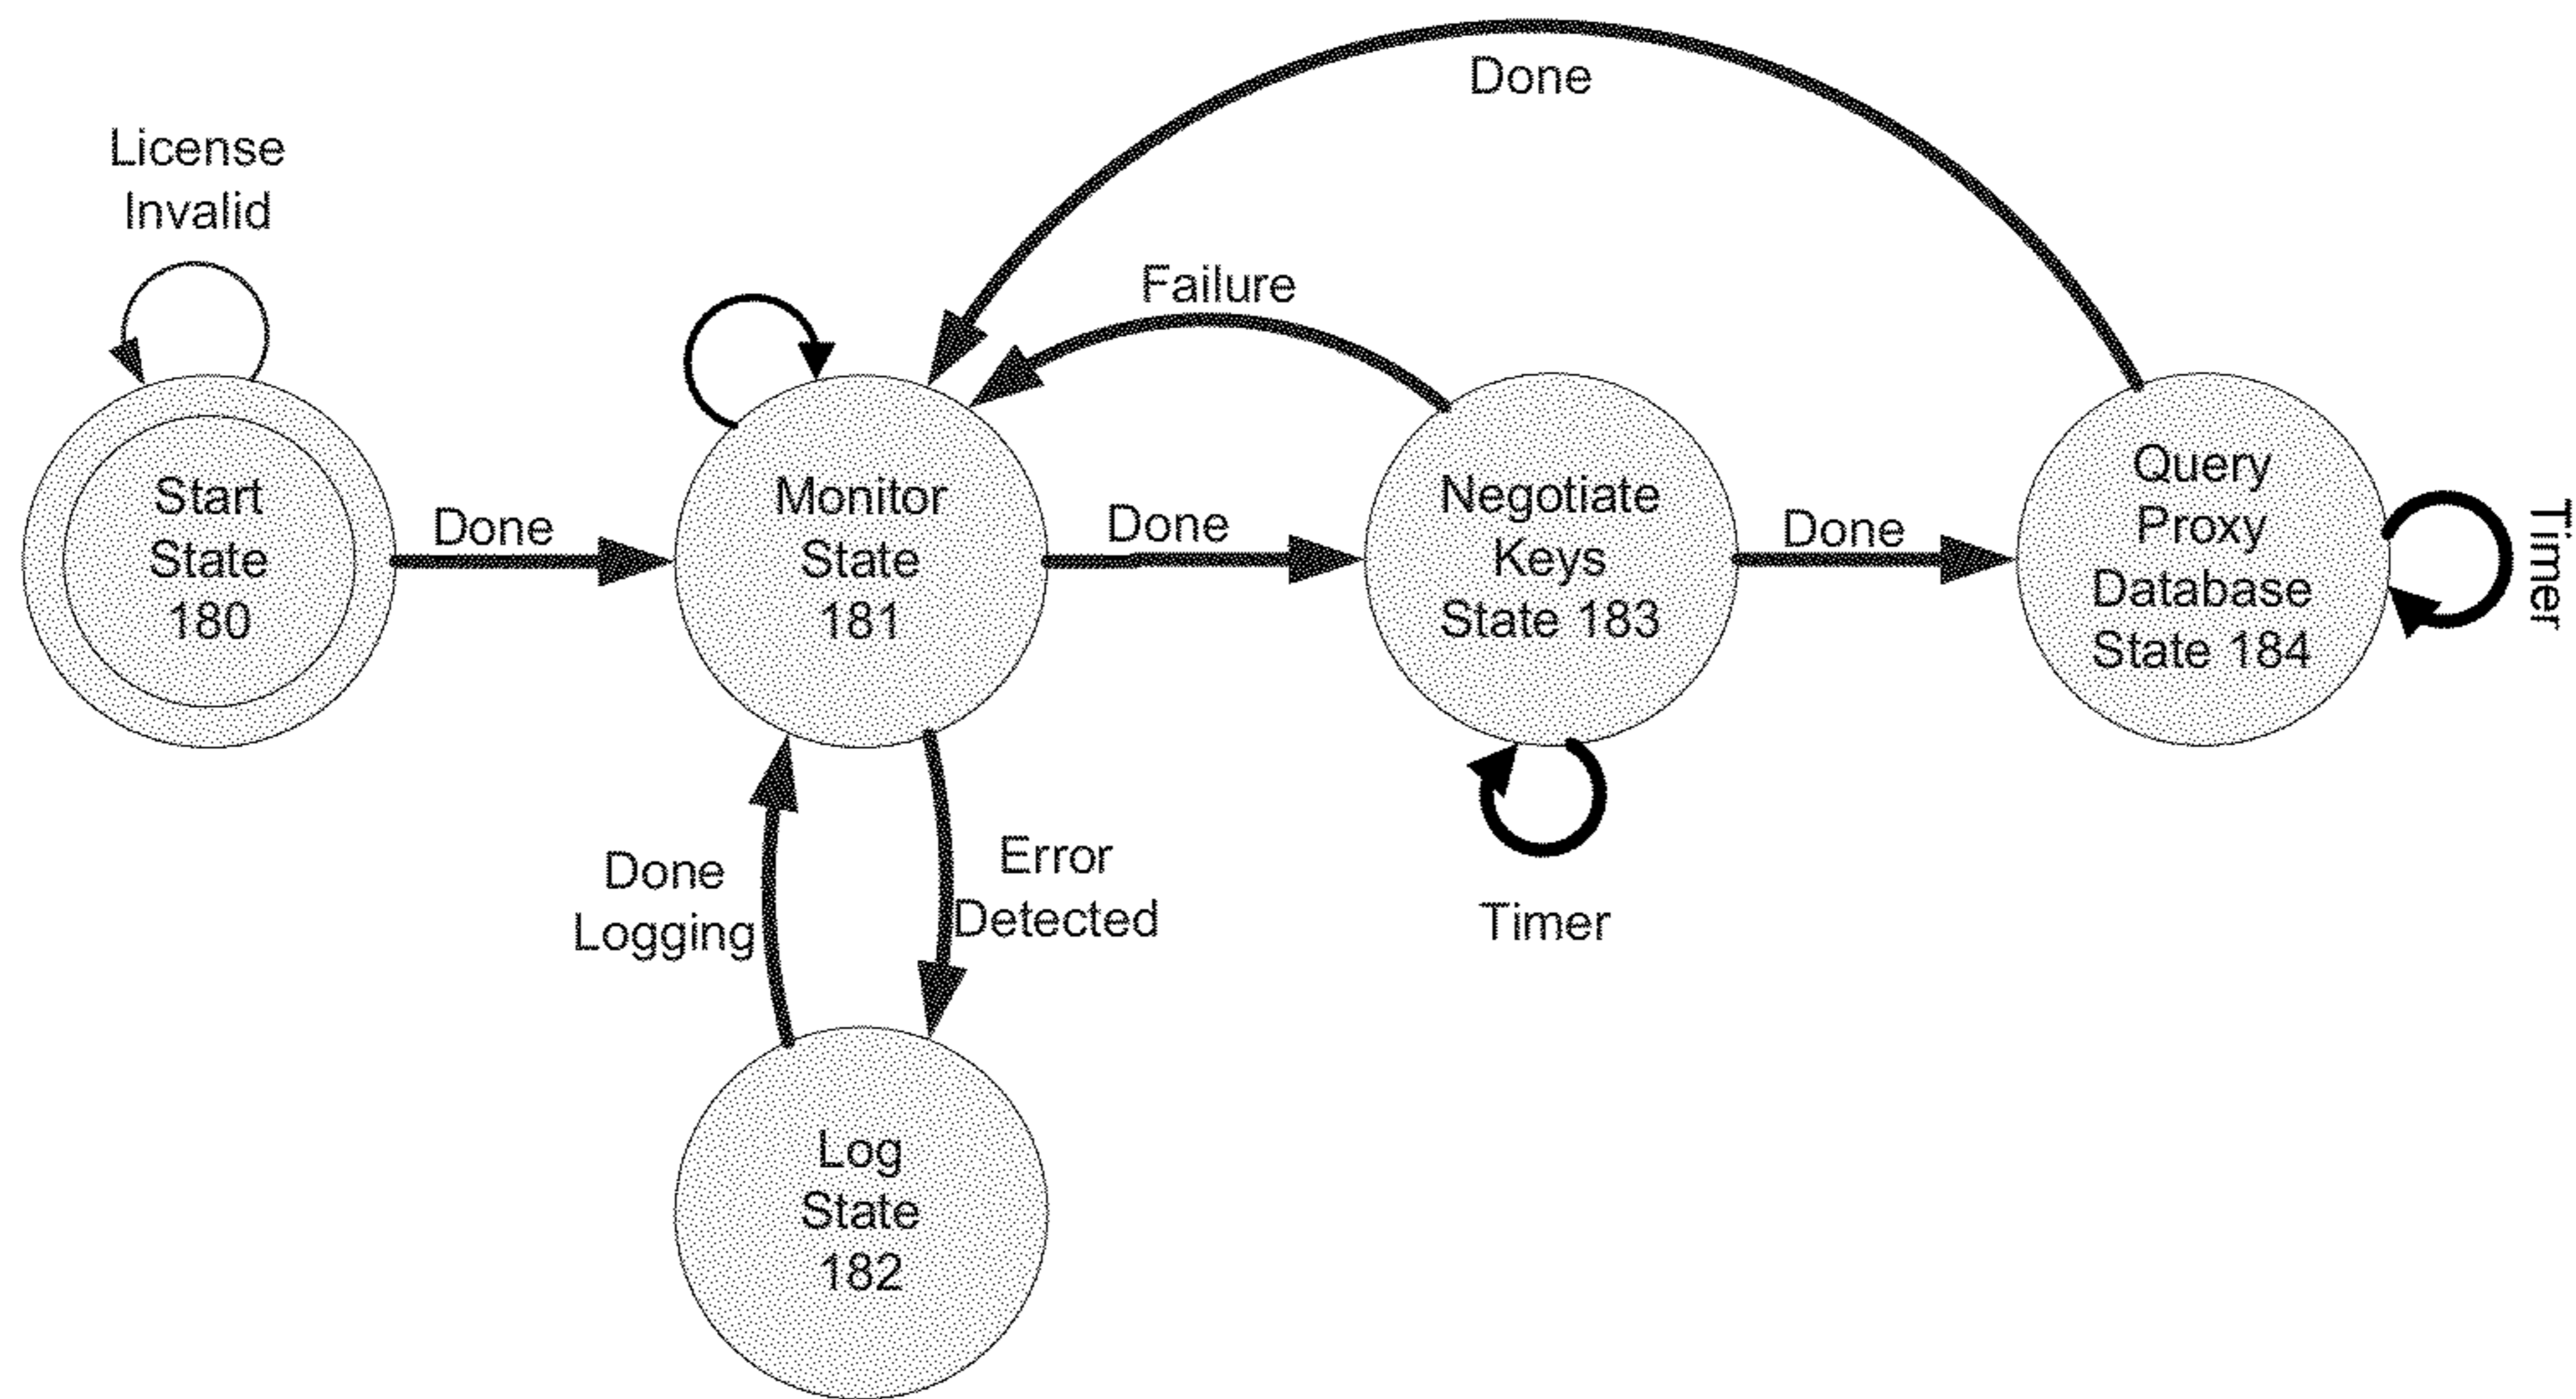 Done
License
Invalid
Failure
Start
State
180
Done
Monitor
State
181
Done
Negotiate
Keys
State 183
Done
Query
Proxy
Database
State 184
Timer
Done
Logging
Error
Detected
Timer
Log
State
182